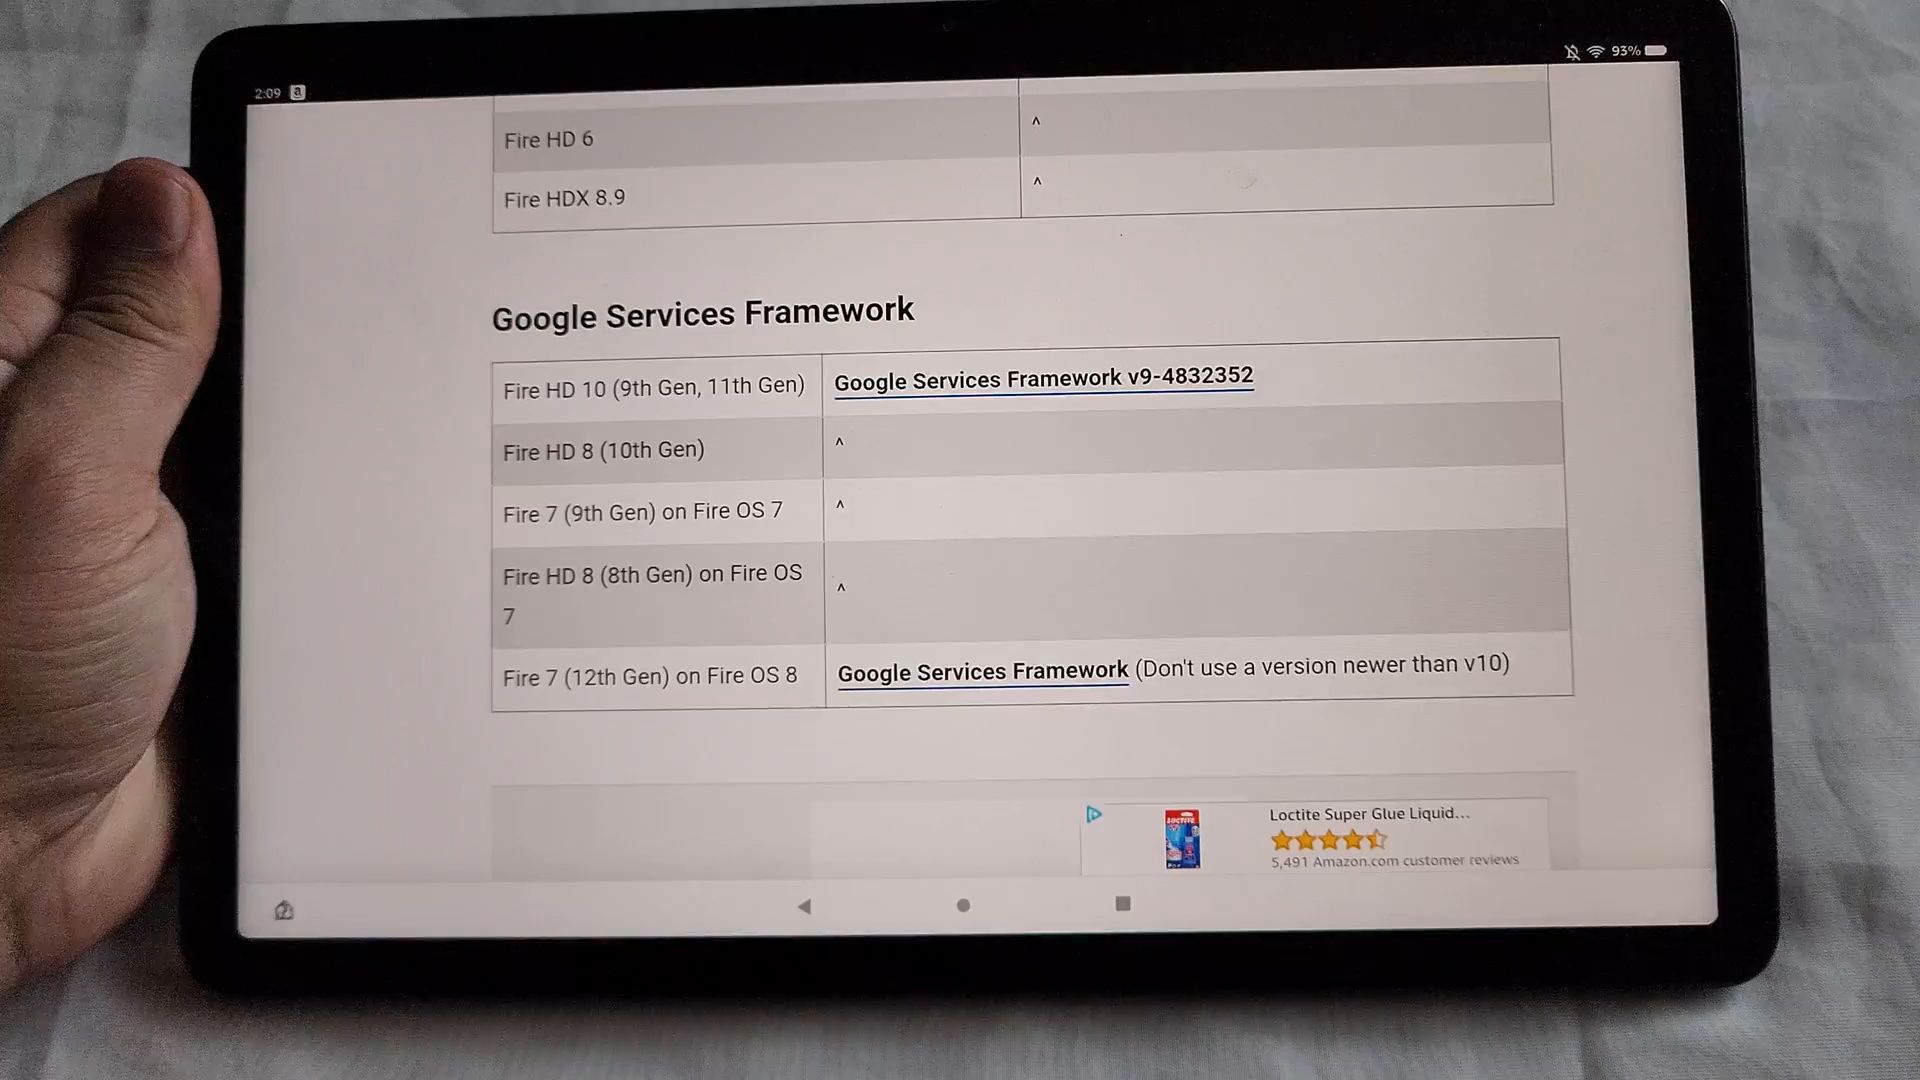 2:09 a 93%
Fire HD 6 ^
Fire HDX 8.9 ^
Google Services Framework
Fire HD 10 (9th Gen, 11th Gen) Google Services Framework v9-4832352
Fire HD 8 (10th Gen) ^
Fire 7 (9th Gen) on Fire OS 7 ^
Fire HD 8 (8th Gen) on Fire OS
7 ^
Fire 7 (12th Gen) on Fire OS 8 Google Services Framework (Don't use a version newer than v10)
LOCTITE
Loctite Super Glue Liquid...
5,491 Amazon.com customer reviews